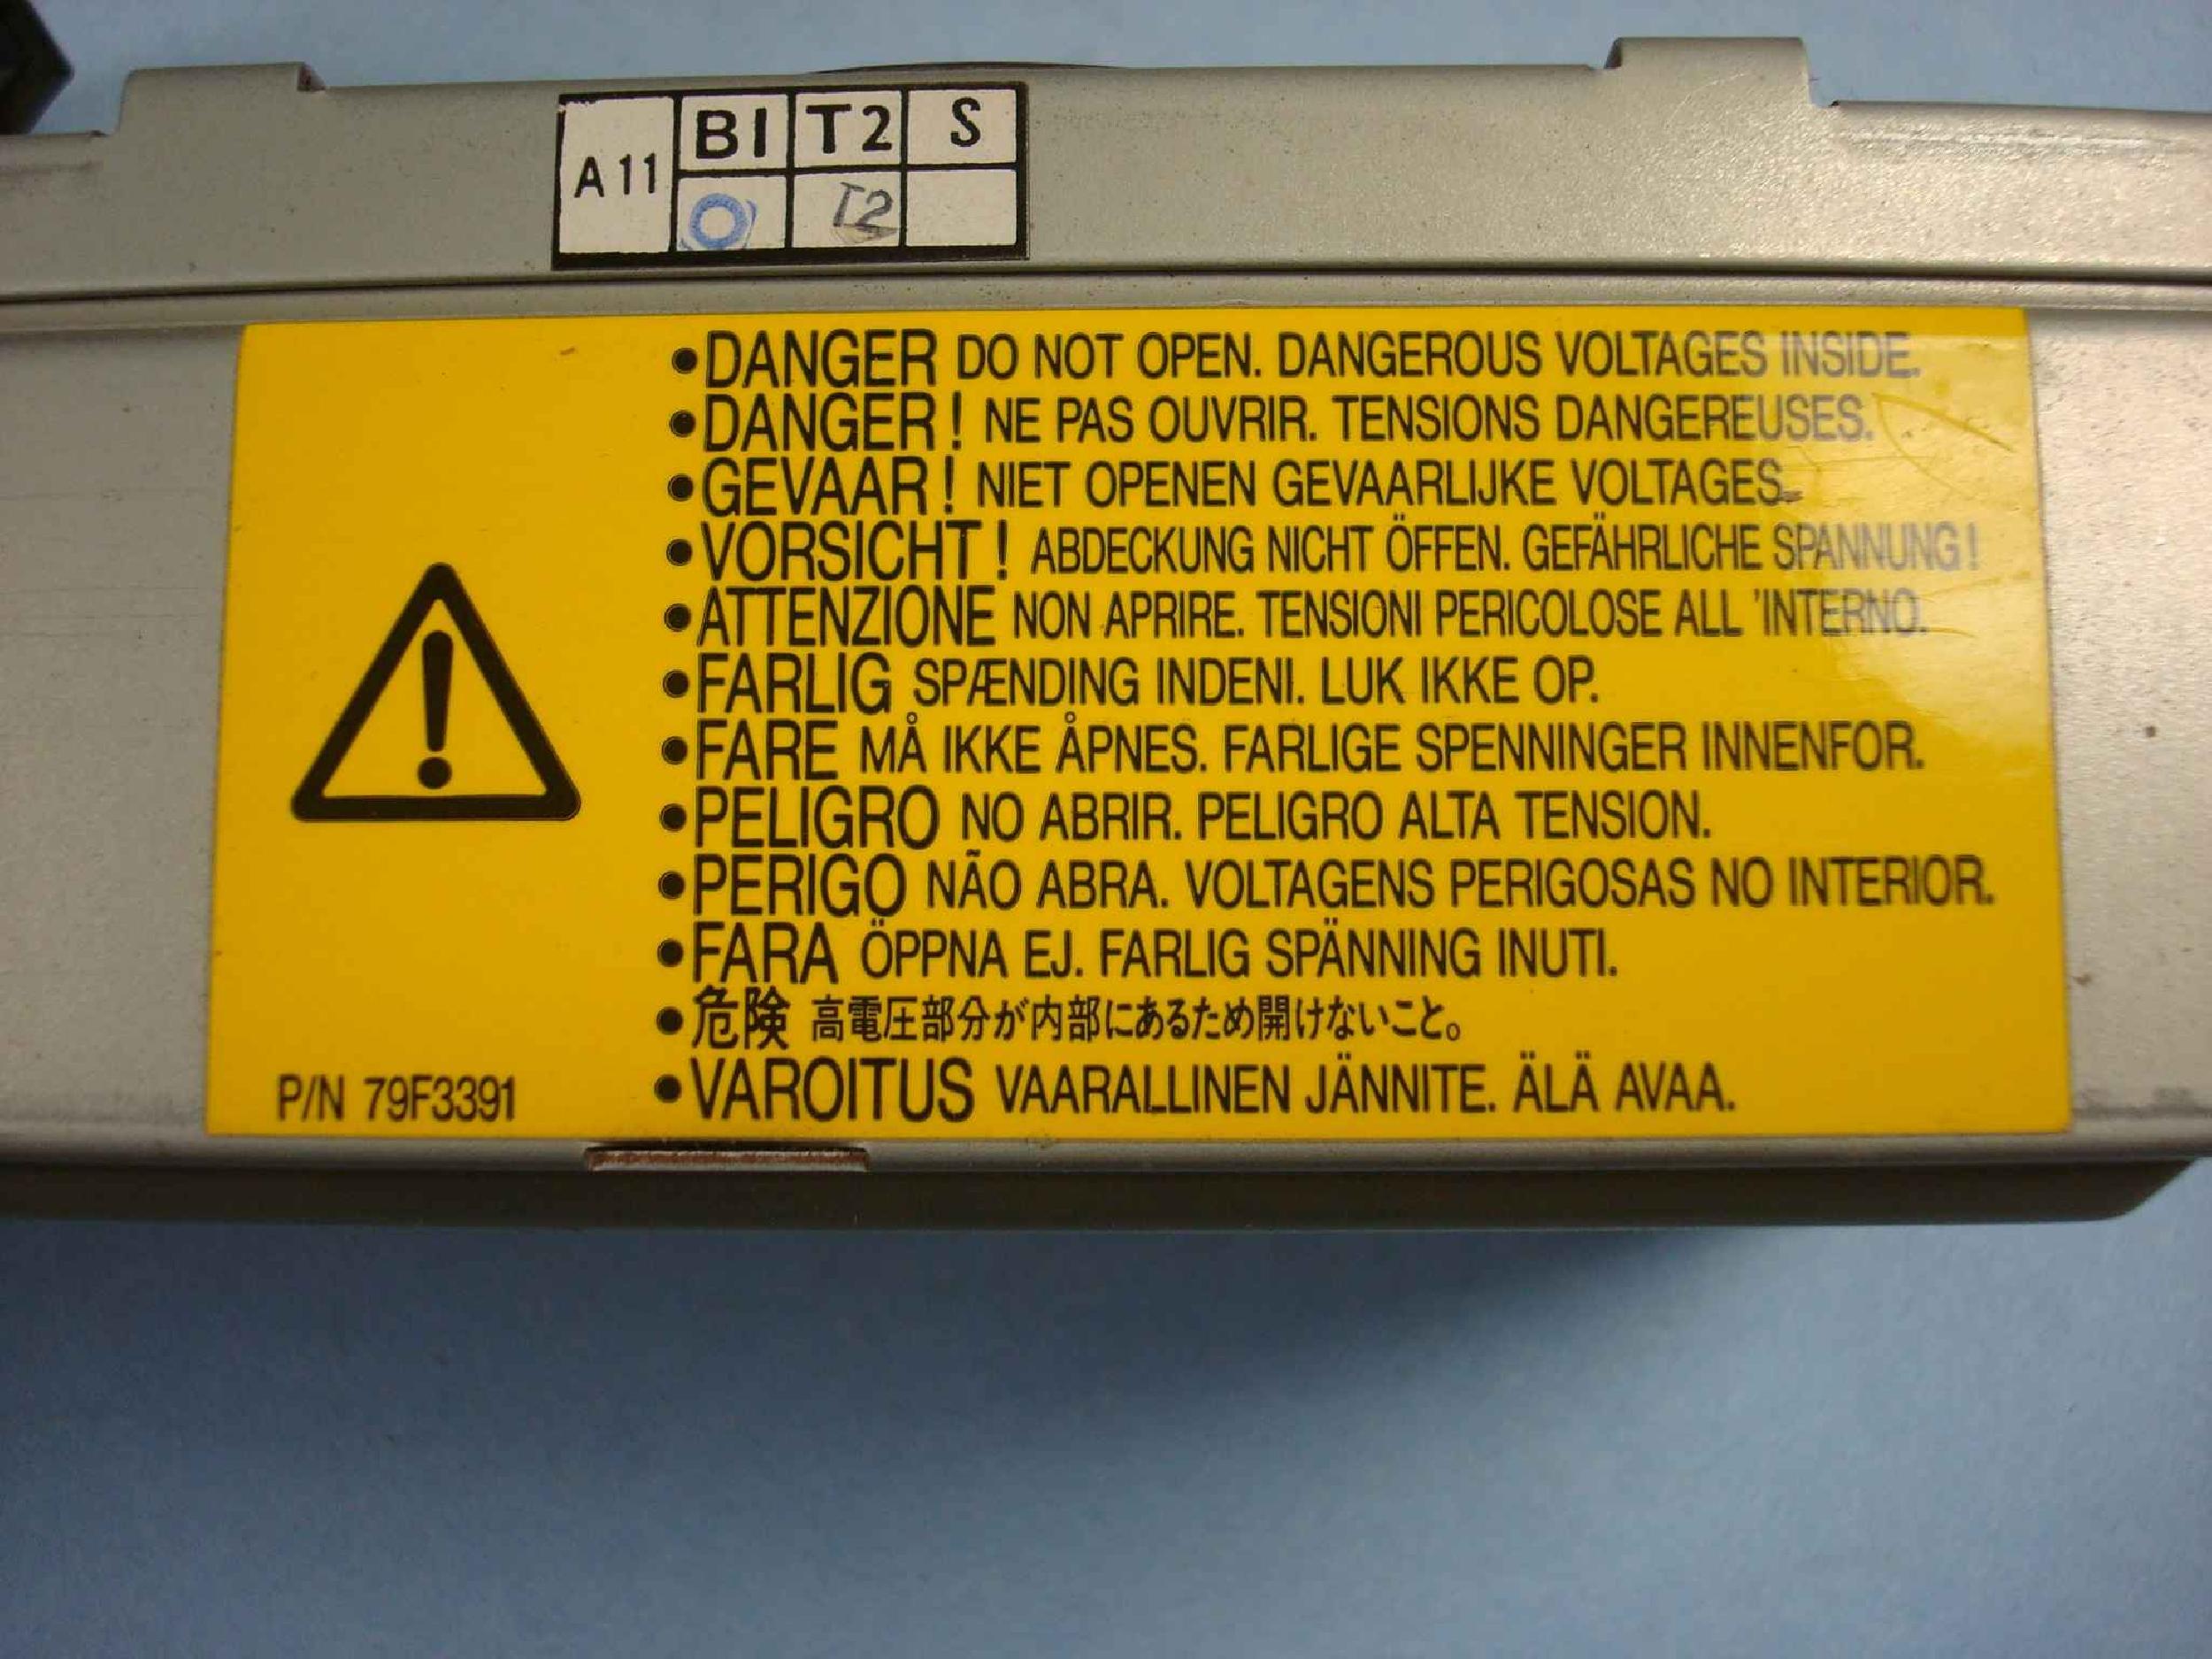 A11 B1 T2 S
T2
•DANGER DO NOT OPEN. DANGEROUS VOLTAGES INSIDE.
•DANGER! NE PAS OUVRIR. TENSIONS DANGEREUSES.
•GEVAAR! NIET OPENEN GEVAARLIJKE VOLTAGES.
•VORSICHT! ABDECKUNG NICHT ÖFFEN. GEFÄHRLICHE SPANNUNG!
•ATTENZIONE NON APRIRE. TENSIONI PERICOLOSE ALL 'INTERNO.
•FARLIG SPÆNDING INDENI. LUK IKKE OP.
•FARE MÅ IKKE ÅPNES. FARLIGE SPENNINGER INNENFOR.
•PELIGRO NO ABRIR. PELIGRO ALTA TENSION.
•PERIGO NÃO ABRA. VOLTAGENS PERIGOSAS NO INTERIOR.
•FARA ÖPPNA EJ. FARLIG SPÄNNING INUTI.
•危険 高電圧部分が内部にあるため開けないこと。
•VAROITUS VAARALLINEN JÄNNITE. ÄLÄ AVAA.
P/N 79F3391